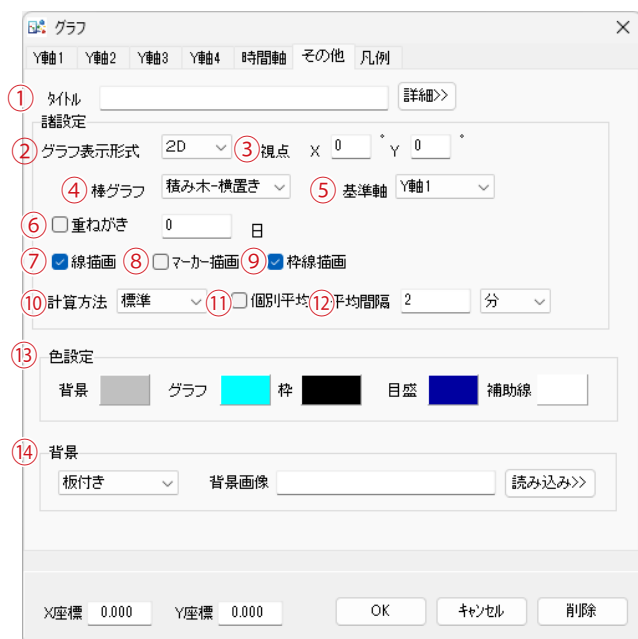 グラフ
Y軸1 Y軸2 Y軸3 Y軸4 時間軸 その他 凡例
① タイトル 詳細>>
諸設定
② グラフ表示形式 2D ③ 視点 X 0 ° Y 0 °
④ 棒グラフ 積み木-横置き ⑤ 基準軸 Y軸1
⑥ 重ねがき 0 日
⑦ 線描画 ⑧ マーカー描画 ⑨ 枠線描画
⑩ 計算方法 標準 ⑪ 個別平均 ⑫ 平均間隔 2 分
⑬ 色設定
背景 グラフ 枠 目盛 補助線
⑭ 背景
板付き 背景画像 読み込み>>
X座標 0.000 Y座標 0.000 OK キャンセル 削除